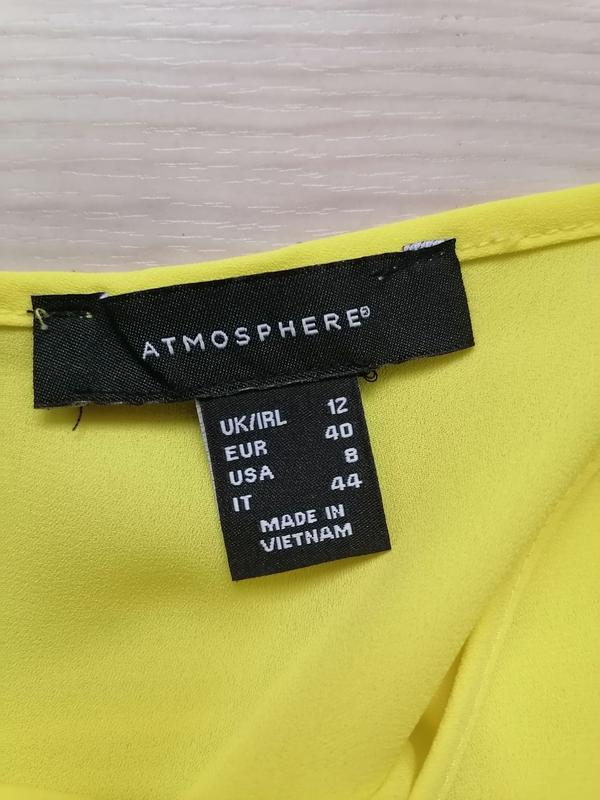 ATMOSPHERE®
UK/IRL 12
EUR 40
USA 8
IT 44
MADE IN
VIETNAM